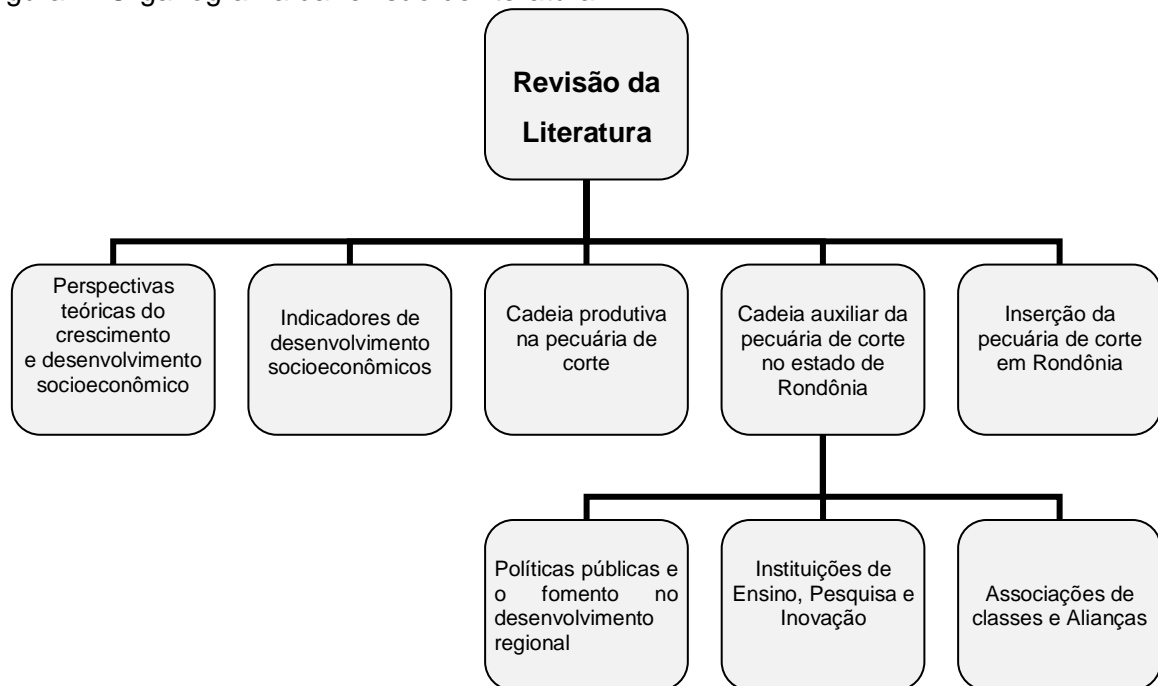 Revisão da
Literatura
Perspectivas
teóricas do
crescimento
e desenvolvimento
socioeconômico
Indicadores de
desenvolvimento
socioeconômicos
Cadeia produtiva
na pecuária de
corte
Cadeia auxiliar da
pecuária de corte
no estado de
Rondônia
Inserção da
pecuária de corte
em Rondônia
Políticas públicas e
o fomento no
desenvolvimento
regional
Instituições de
Ensino, Pesquisa e
Inovação
Associações de
classes e Alianças